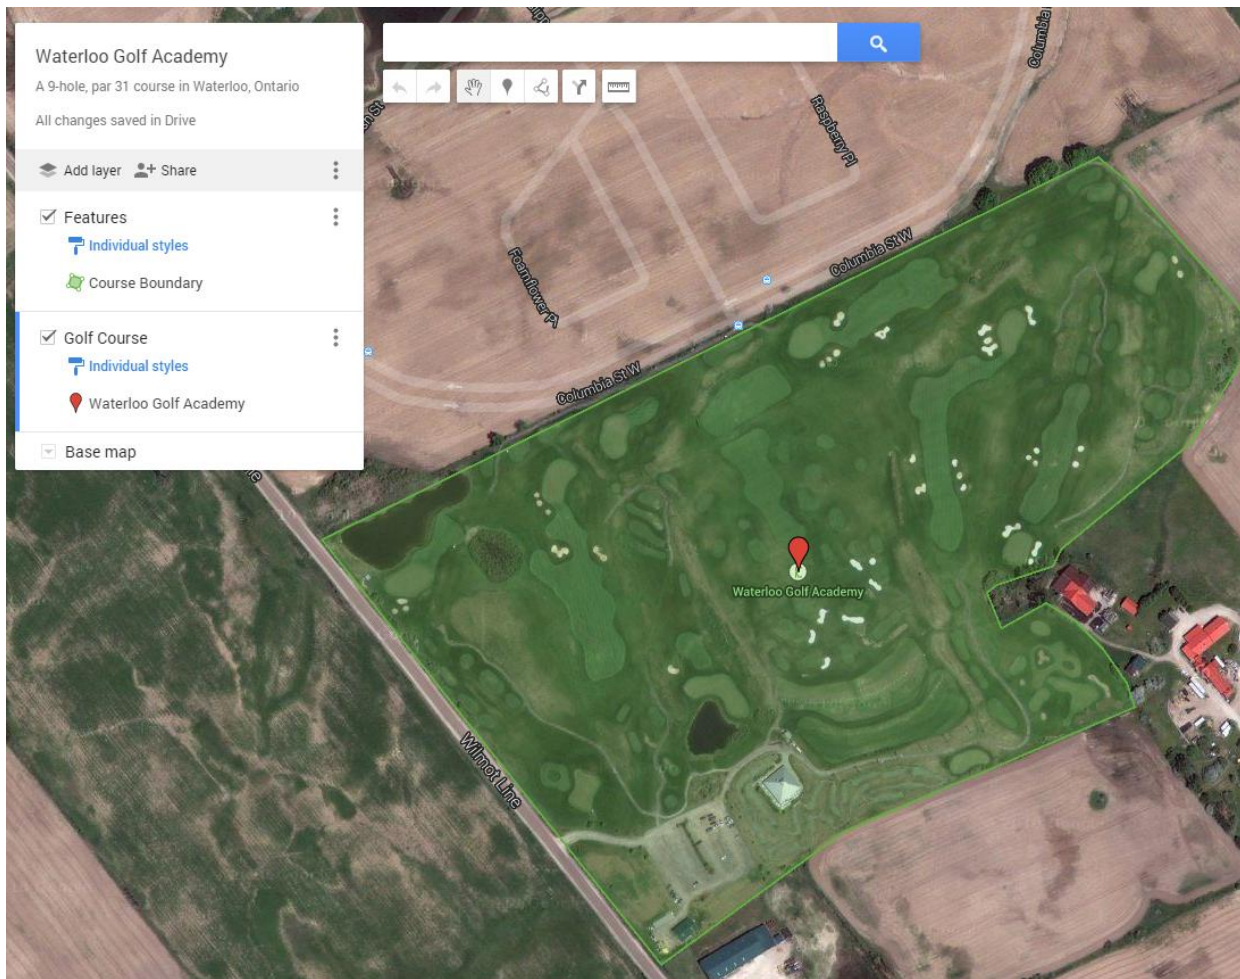 Waterloo Golf Academy
A 9-hole, par 31 course in Waterloo, Ontario
All changes saved in Drive
Add layer
Share
Features
Individual styles
Course Boundary
Golf Course
Individual styles
Waterloo Golf Academy
Base map
Columbia
Raspberry Pl
Foamflower Pl
Columbia St W
Columbia St W
Waterloo Golf Academy
Wilmot Line